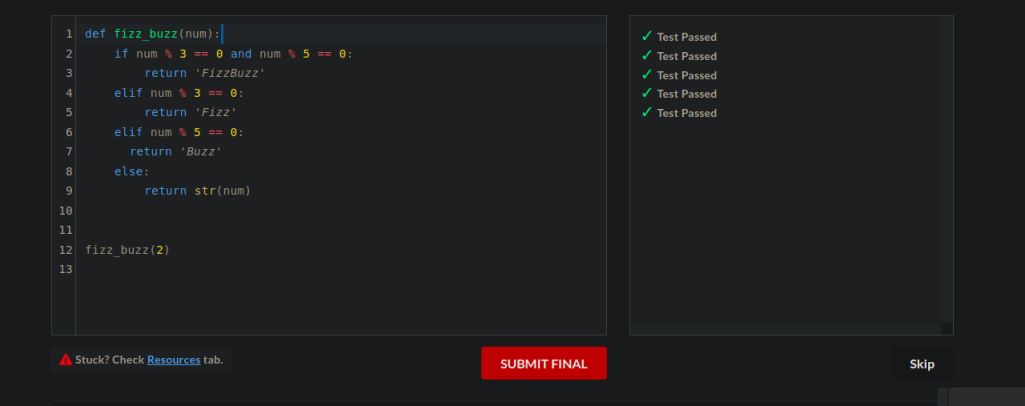 1 def fizz_buzz(num):
2     if num % 3 == 0 and num % 5 == 0:
3         return 'FizzBuzz'
4     elif num % 3 == 0:
5         return 'Fizz'
6     elif num % 5 == 0:
7       return 'Buzz'
8     else:
9         return str(num)
10
11
12 fizz_buzz(2)
13
✓ Test Passed
✓ Test Passed
✓ Test Passed
✓ Test Passed
✓ Test Passed
Stuck? Check Resources tab.
SUBMIT FINAL
Skip